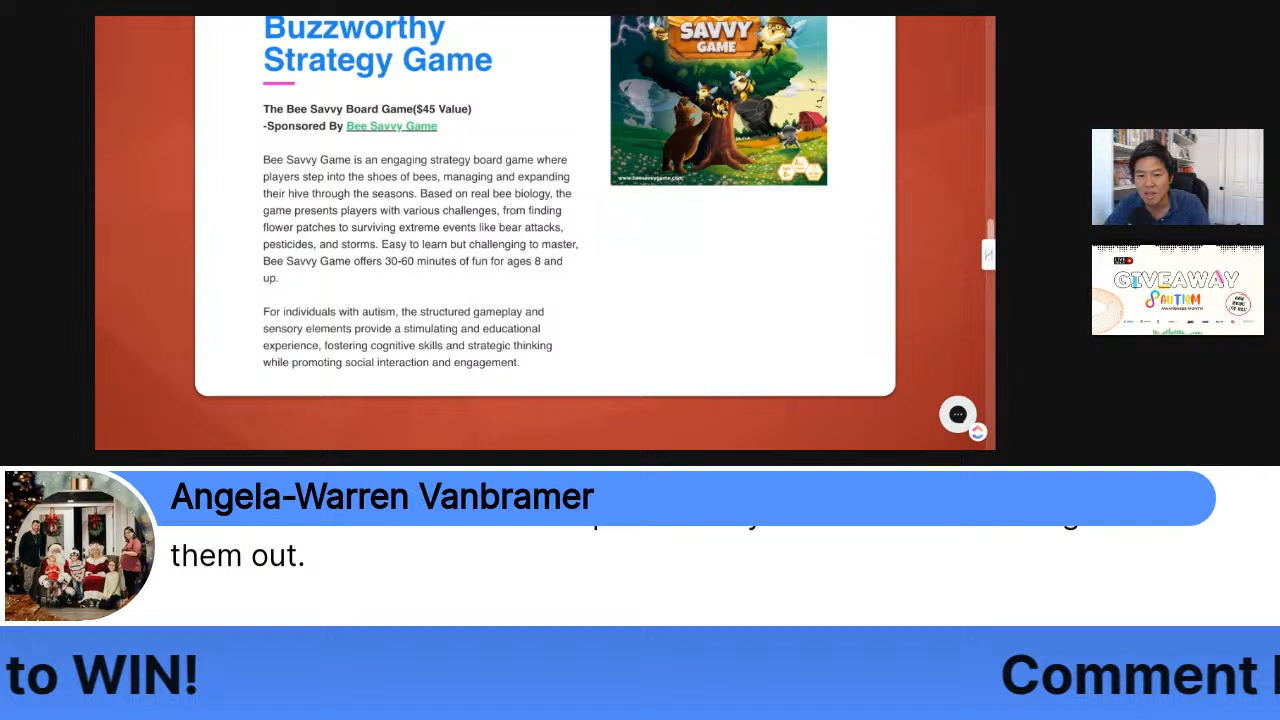 Buzzworthy
Strategy Game
The Bee Savvy Board Game($45 Value)
-Sponsored By Bee Savvy Game
Bee Savvy Game is an engaging strategy board game where
players step into the shoes of bees, managing and expanding
their hive through the seasons. Based on real bee biology, the
game presents players with various challenges, from finding
flower patches to surviving extreme events like bear attacks,
pesticides, and storms. Easy to learn but challenging to master,
Bee Savvy Game offers 30-60 minutes of fun for ages 8 and
up.
For individuals with autism, the structured gameplay and
sensory elements provide a stimulating and educational
experience, fostering cognitive skills and strategic thinking
while promoting social interaction and engagement.
SAVVY
GAME
www.beesavvygame.com
GIVEAWAY
AUTISM
AWARENESS MONTH
Angela-Warren Vanbramer
them out.
to WIN!
Comment